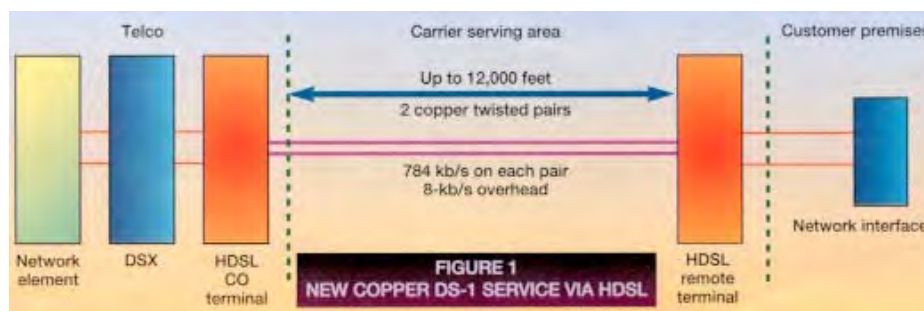 Telco
Carrier serving area
Customer premises
Up to 12,000 feet
2 copper twisted pairs
784 kb/s on each pair
8-kb/s overhead
Network interface
Network
element
DSX
HDSL
CO
terminal
HDSL
remote
terminal
FIGURE 1
NEW COPPER DS-1 SERVICE VIA HDSL